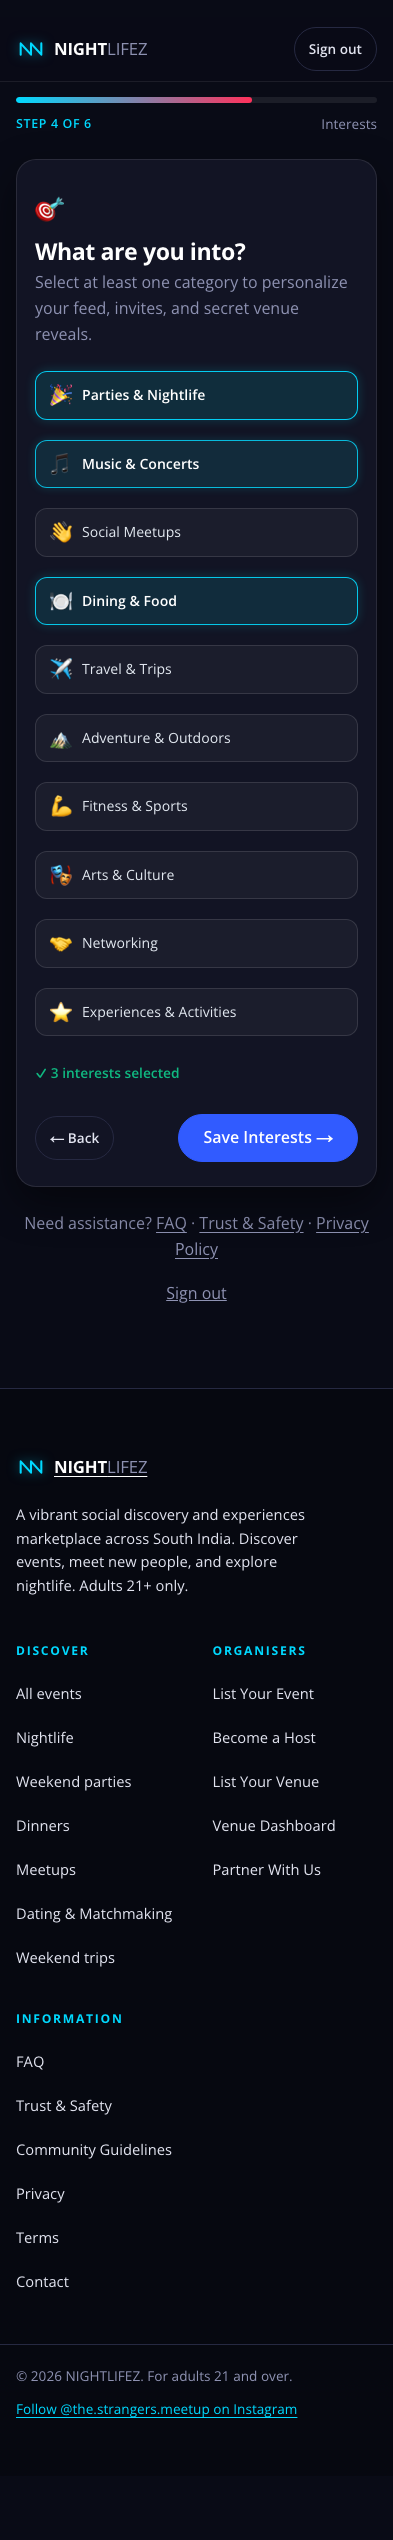 NIGHTLIFEZ
Sign out
STEP 4 OF 6
Interests
What are you into?
Select at least one category to personalize
your feed, invites, and secret venue
reveals.
Parties & Nightlife
Music & Concerts
Social Meetups
Dining & Food
Travel & Trips
Adventure & Outdoors
Fitness & Sports
Arts & Culture
Networking
Experiences & Activities
✓ 3 interests selected
← Back
Save Interests →
Need assistance? FAQ · Trust & Safety · Privacy
Policy
Sign out
NIGHTLIFEZ
A vibrant social discovery and experiences
marketplace across South India. Discover
events, meet new people, and explore
nightlife. Adults 21+ only.
DISCOVER
All events
Nightlife
Weekend parties
Dinners
Meetups
Dating & Matchmaking
Weekend trips
ORGANISERS
List Your Event
Become a Host
List Your Venue
Venue Dashboard
Partner With Us
INFORMATION
FAQ
Trust & Safety
Community Guidelines
Privacy
Terms
Contact
© 2026 NIGHTLIFEZ. For adults 21 and over.
Follow @the.strangers.meetup on Instagram